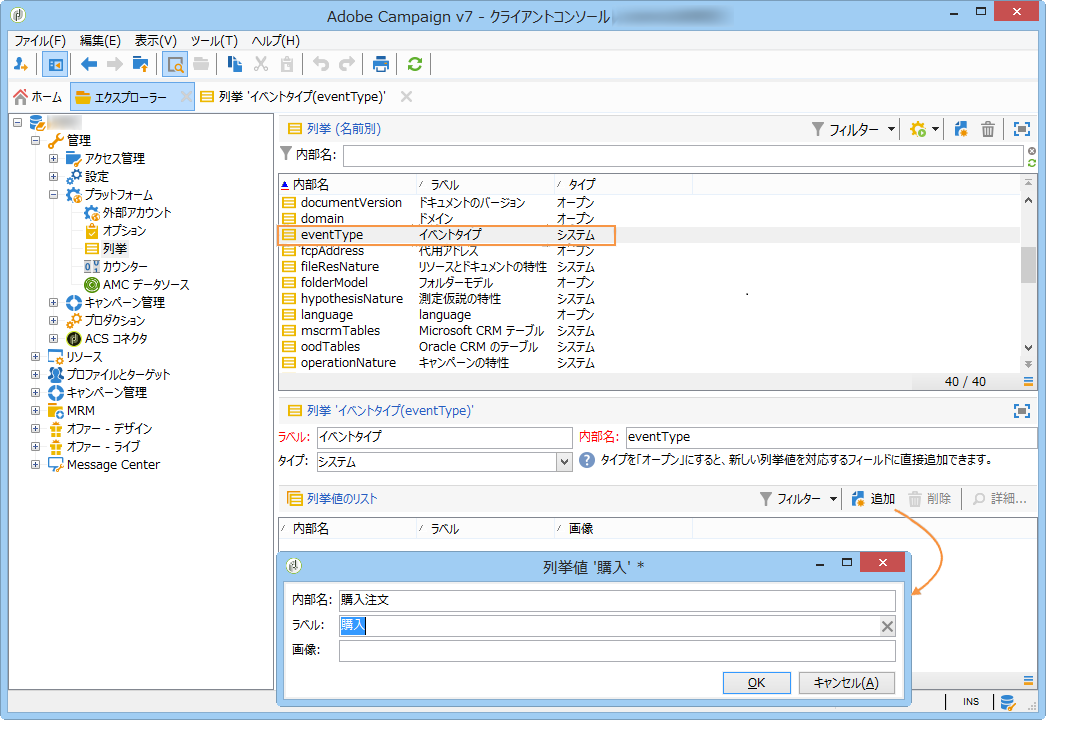 Adobe Campaign v7 - クライアントコンソール
ファイル(F) 編集(E) 表示(V) ツール(T) ヘルプ(H)
ホーム エクスプローラー 列挙 'イベントタイプ(eventType)'
管理
アクセス管理
設定
プラットフォーム
外部アカウント
オプション
列挙
カウンター
AMC データソース
キャンペーン管理
プロダクション
ACS コネクタ
リソース
プロファイルとターゲット
キャンペーン管理
MRM
オファー - デザイン
オファー - ライブ
Message Center
列挙 (名前別) フィルター
内部名:
内部名 ラベル タイプ
documentVersion ドキュメントのバージョン オープン
domain ドメイン オープン
eventType イベントタイプ システム
fcpAddress 代用アドレス オープン
fileResNature リソースとドキュメントの特性 システム
folderModel フォルダーモデル オープン
hypothesisNature 測定仮説の特性 システム
language language オープン
mscrmTables Microsoft CRM テーブル システム
oodTables Oracle CRM のテーブル システム
operationNature キャンペーンの特性 システム
40 / 40
列挙 'イベントタイプ(eventType)'
ラベル: イベントタイプ 内部名: eventType
タイプ: システム タイプを「オープン」にすると、新しい列挙値を対応するフィールドに直接追加できます。
列挙値のリスト フィルター 追加 削除 詳細...
内部名 ラベル 画像
列挙値 '購入' *
内部名: 購入注文
ラベル: 購入
画像:
OK キャンセル(A)
INS